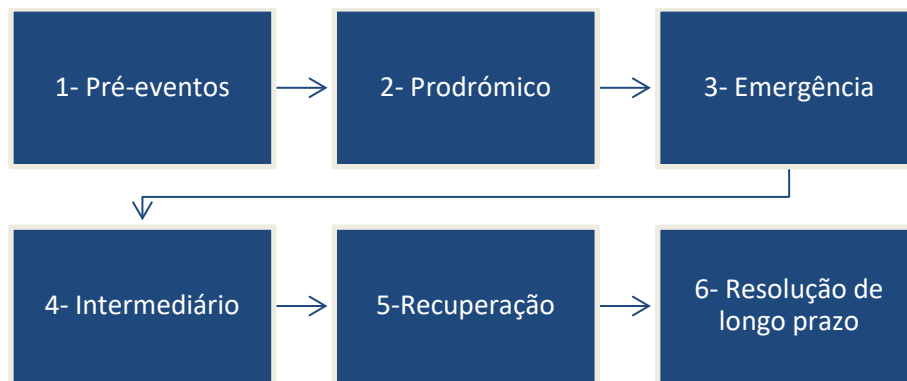 1- Pré-eventos
2- Prodrómico
3- Emergência
4- Intermediário
5-Recuperação
6- Resolução de
longo prazo